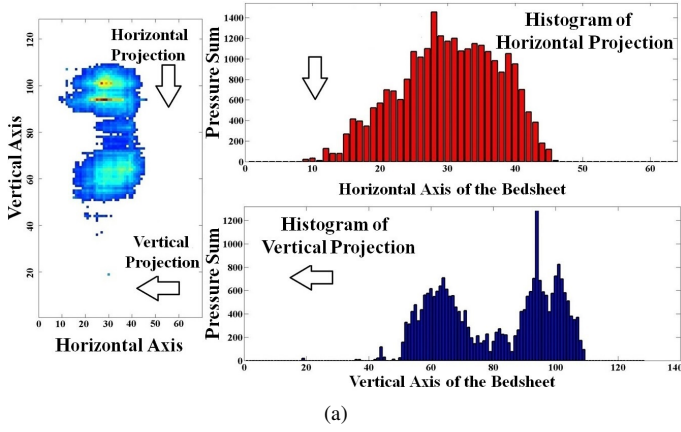 Horizontal
Projection
120
100
80
60
40
20
Vertical Axis
Vertical
Projection
0 10 20 30 40 50 60
Horizontal Axis
1400
1200
1000
800
600
400
200
0
Pressure Sum
Histogram of
Horizontal Projection
0 10 20 30 40 50 60
Horizontal Axis of the Bedsheet
1200
1000
800
600
400
200
0
Pressure Sum
Histogram of
Vertical Projection
0 20 40 60 80 100 120 140
Vertical Axis of the Bedsheet
(a)